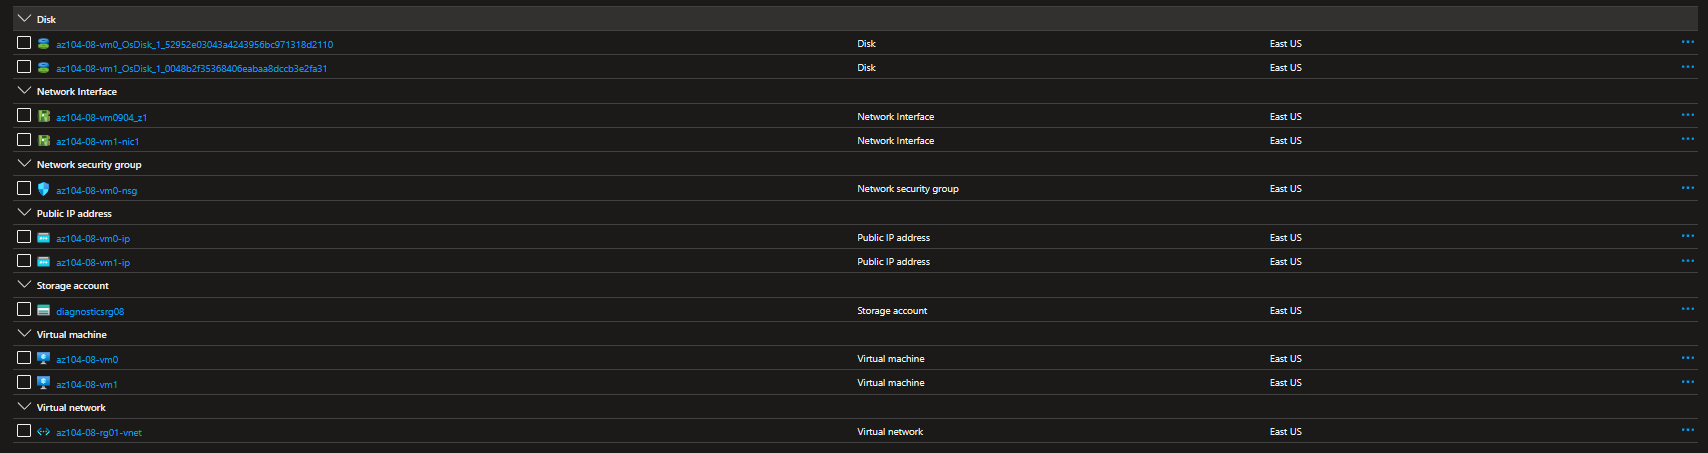 Disk
az104-08-vm0_OsDisk_1_52952e03043a4243956bc971318d2110 Disk East US
az104-08-vm1_OsDisk_1_0048b2f35368406eabaa8dccb3e2fa31 Disk East US
Network Interface
az104-08-vm0904_z1 Network Interface East US
az104-08-vm1-nic1 Network Interface East US
Network security group
az104-08-vm0-nsg Network security group East US
Public IP address
az104-08-vm0-ip Public IP address East US
az104-08-vm1-ip Public IP address East US
Storage account
diagnosticsrg08 Storage account East US
Virtual machine
az104-08-vm0 Virtual machine East US
az104-08-vm1 Virtual machine East US
Virtual network
az104-08-rg01-vnet Virtual network East US